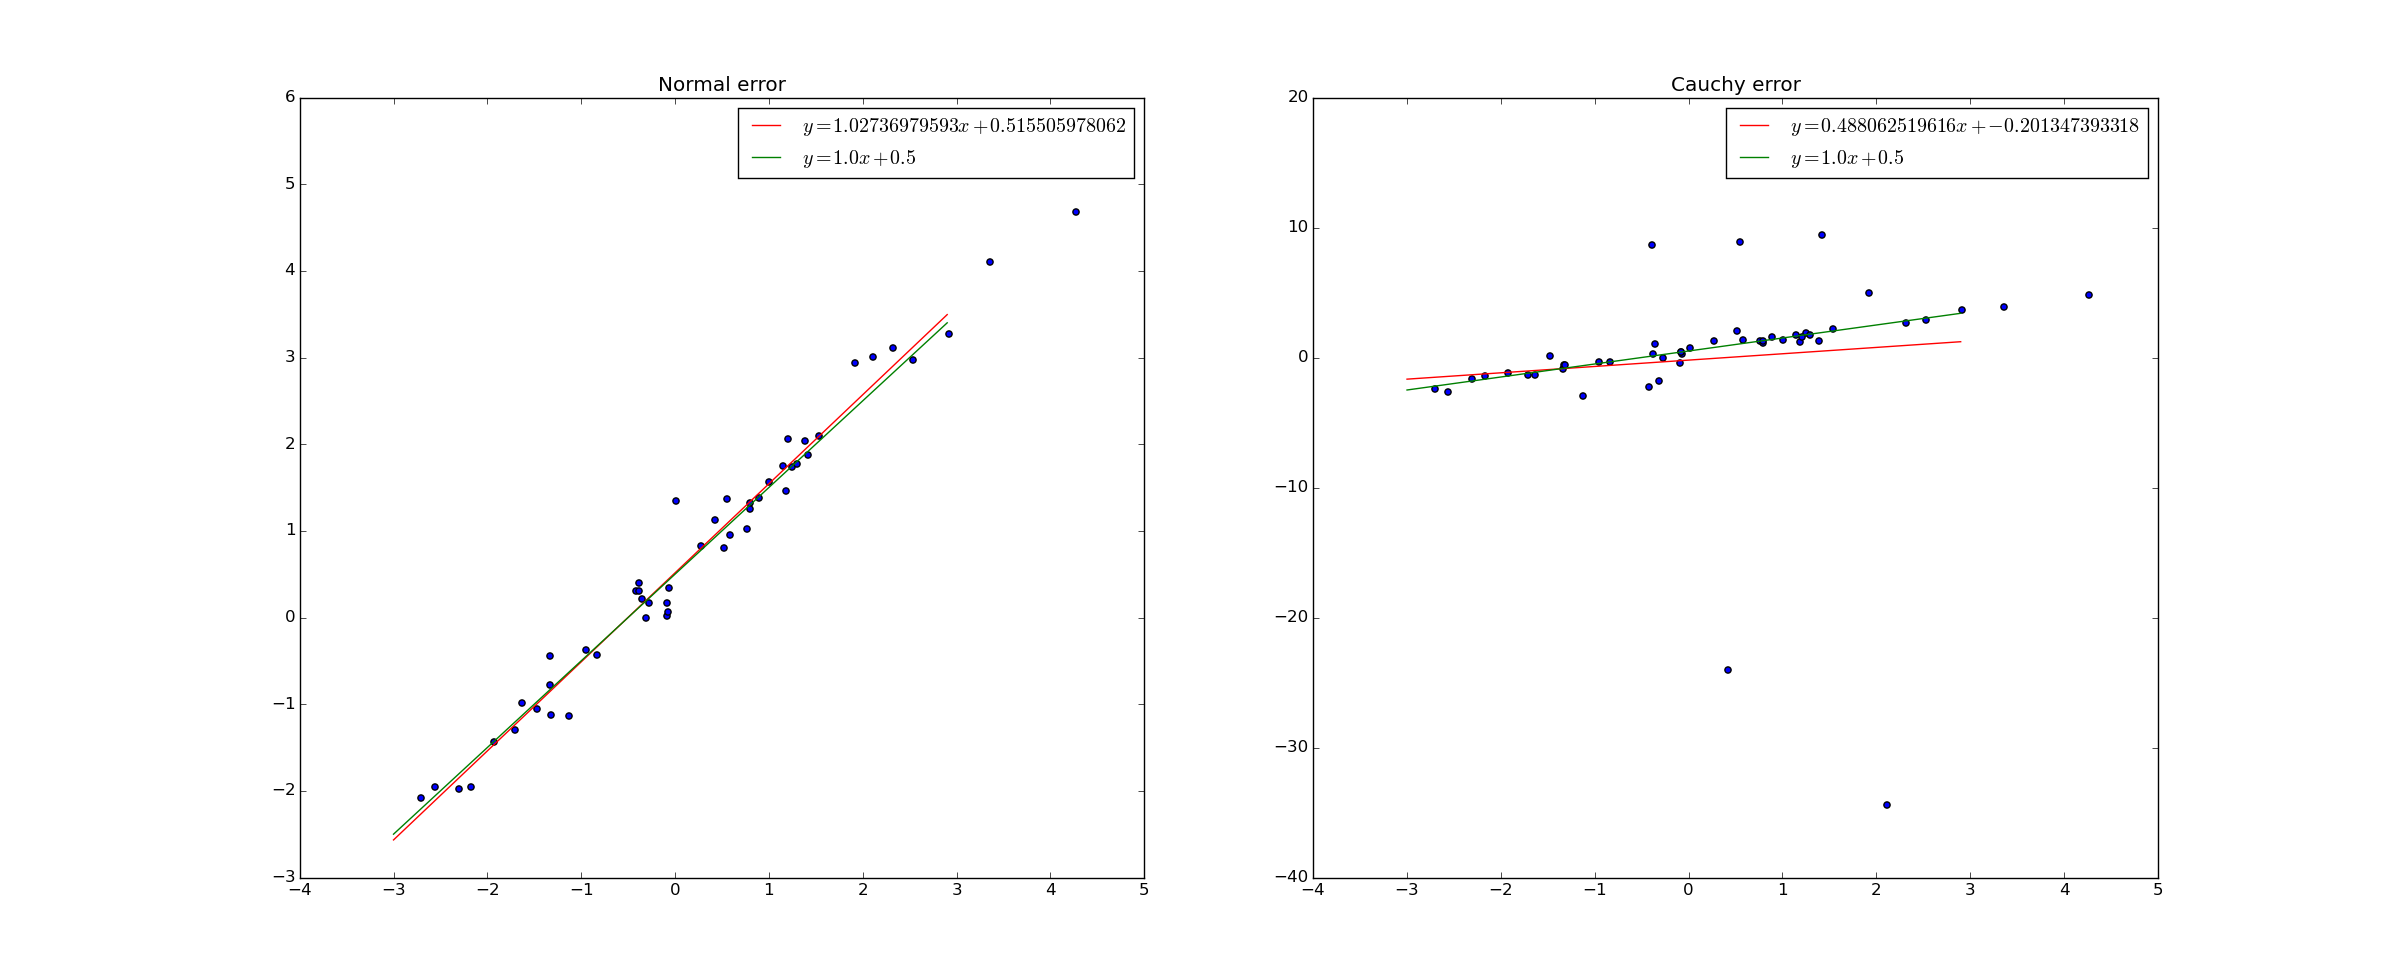 Normal error
6
5
4
3
2
1
0
−1
−2
−3
−4 −3 −2 −1 0 1 2 3 4 5
y=1.02736979593x+0.515505978062
y=1.0x+0.5
Cauchy error
20
10
0
−10
−20
−30
−40
−4 −3 −2 −1 0 1 2 3 4 5
y=0.488062519616x+−0.201347393318
y=1.0x+0.5